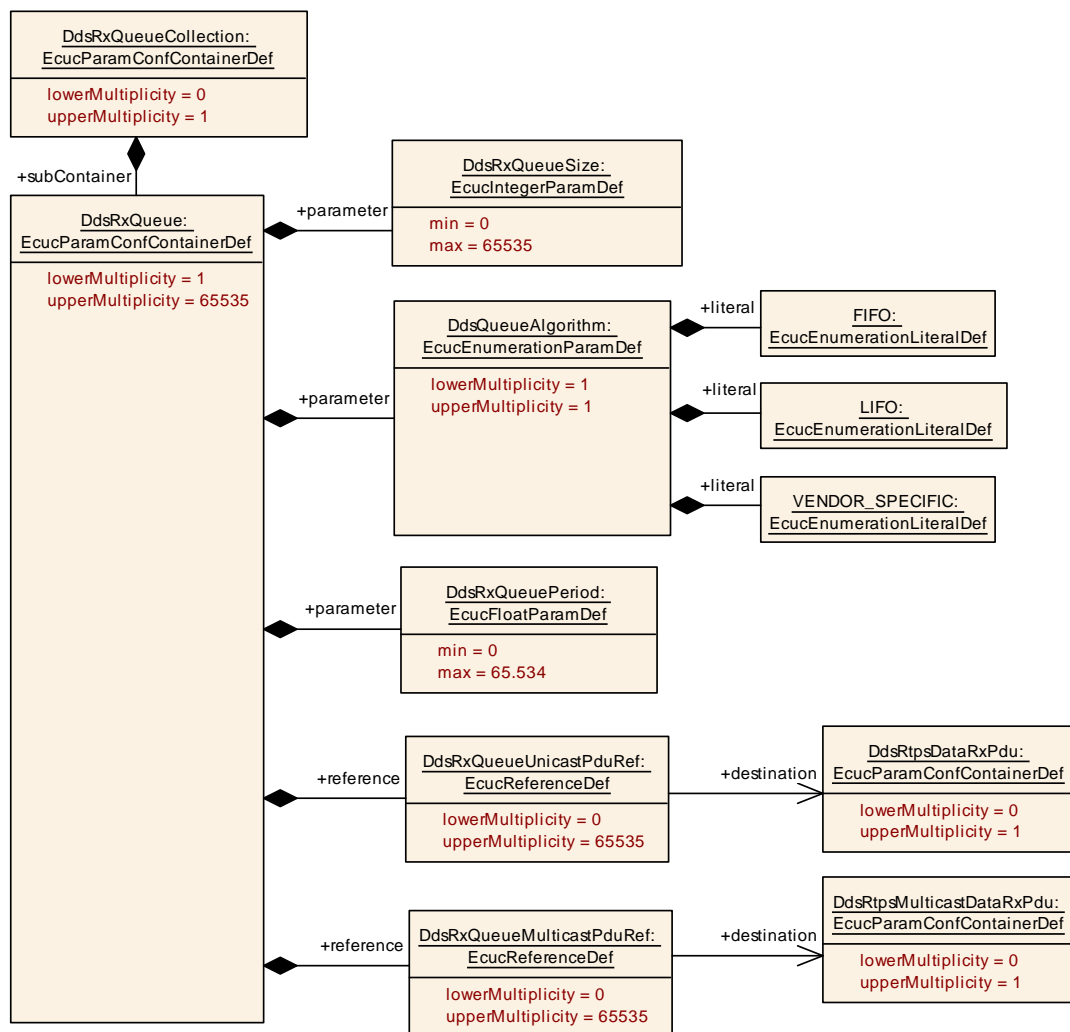 DdsRxQueueCollection:
EcucParamConfContainerDef
lowerMultiplicity = 0
upperMultiplicity = 1
+subContainer
DdsRxQueue:
EcucParamConfContainerDef
lowerMultiplicity = 1
upperMultiplicity = 65535
+parameter
DdsRxQueueSize:
EcucIntegerParamDef
min = 0
max = 65535
+parameter
DdsQueueAlgorithm:
EcucEnumerationParamDef
lowerMultiplicity = 1
upperMultiplicity = 1
+literal
FIFO:
EcucEnumerationLiteralDef
+literal
LIFO:
EcucEnumerationLiteralDef
+literal
VENDOR_SPECIFIC:
EcucEnumerationLiteralDef
+parameter
DdsRxQueuePeriod:
EcucFloatParamDef
min = 0
max = 65.534
+reference
DdsRxQueueUnicastPduRef:
EcucReferenceDef
lowerMultiplicity = 0
upperMultiplicity = 65535
+destination
DdsRtpsDataRxPdu:
EcucParamConfContainerDef
lowerMultiplicity = 0
upperMultiplicity = 1
+reference
DdsRxQueueMulticastPduRef:
EcucReferenceDef
lowerMultiplicity = 0
upperMultiplicity = 65535
+destination
DdsRtpsMulticastDataRxPdu:
EcucParamConfContainerDef
lowerMultiplicity = 0
upperMultiplicity = 1